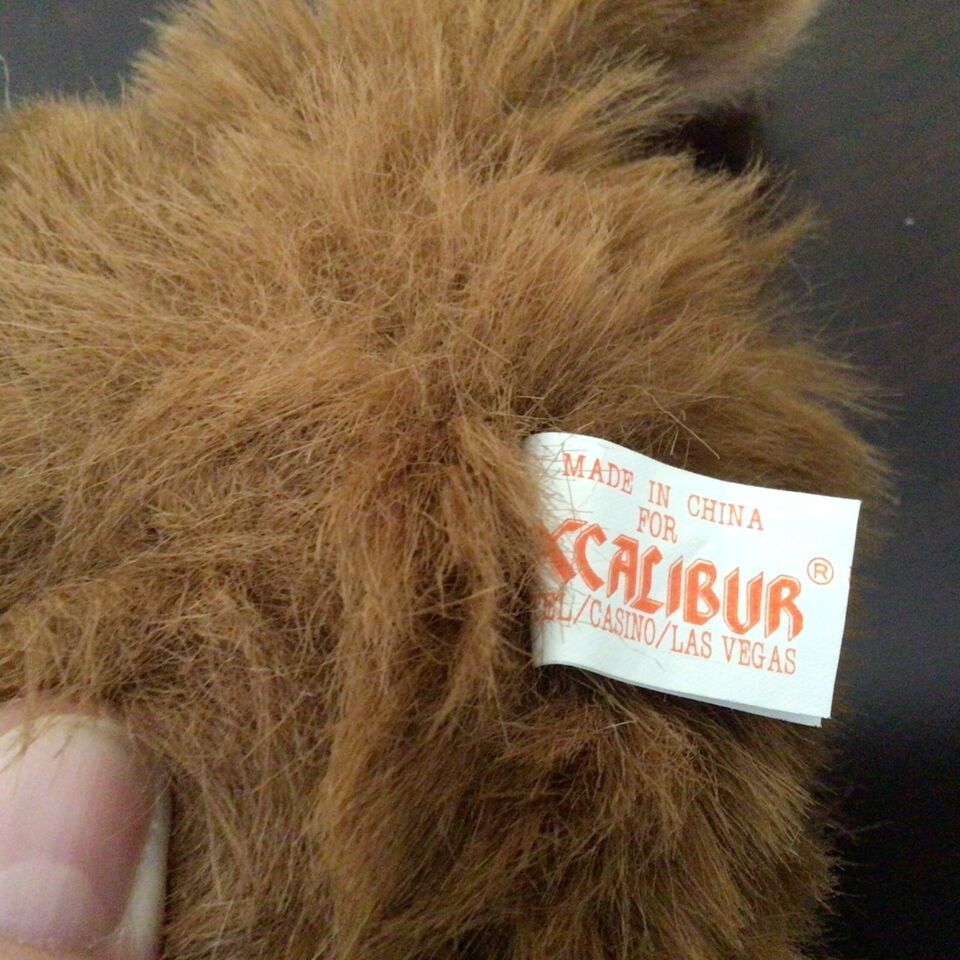 MADE IN CHINA
FOR
XCALIBUR®
EL/CASINO/LAS VEGAS